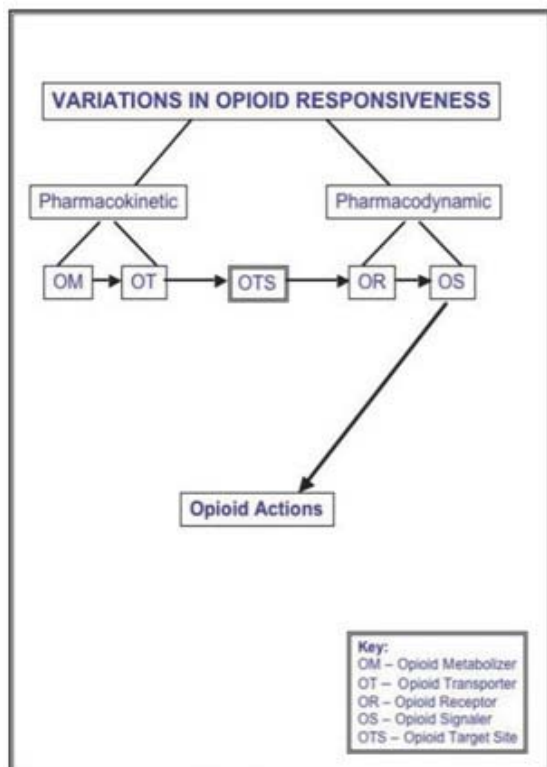 VARIATIONS IN OPIOID RESPONSIVENESS
Pharmacokinetic
Pharmacodynamic
OM
OT
OTS
OR
OS
Opioid Actions
Key:
OM – Opioid Metabolizer
OT – Opioid Transporter
OR – Opioid Receptor
OS – Opioid Signaler
OTS – Opioid Target Site